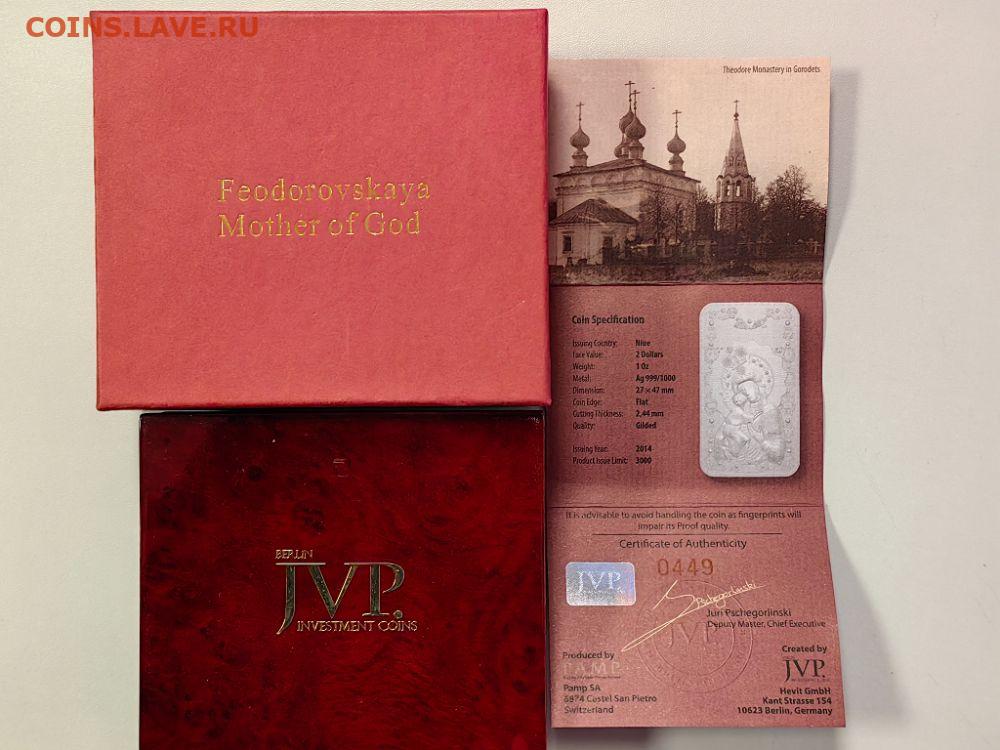 COINS.LAVE.RU
Feodorovskaya
Mother of God
BERLIN
JVP.
INVESTMENT COINS
Theodore Monastery in Gorodets
Coin Specification
Issuing Country: Niue
Face Value: 2 Dollars
Weight: 1 Oz
Metal: Ag 999/1000
Dimension: 27 × 47 mm
Coin Edge: Flat
Cutting Thickness: 2,44 mm
Quality: Gilded
Issuing Year: 2014
Product Issue Limit: 3000
It is advisable to avoid handling the coin as fingerprints will
impair its Proof quality.
Certificate of Authenticity
0449
JVP.
Pschegorlinski
Juri Pschegorlinski
Deputy Master, Chief Executive
JVP
Produced by
PAMP
Pamp SA
6874 Castel San Pietro
Switzerland
Created by
JVP.
Hevit GmbH
Kant Strasse 154
10623 Berlin, Germany